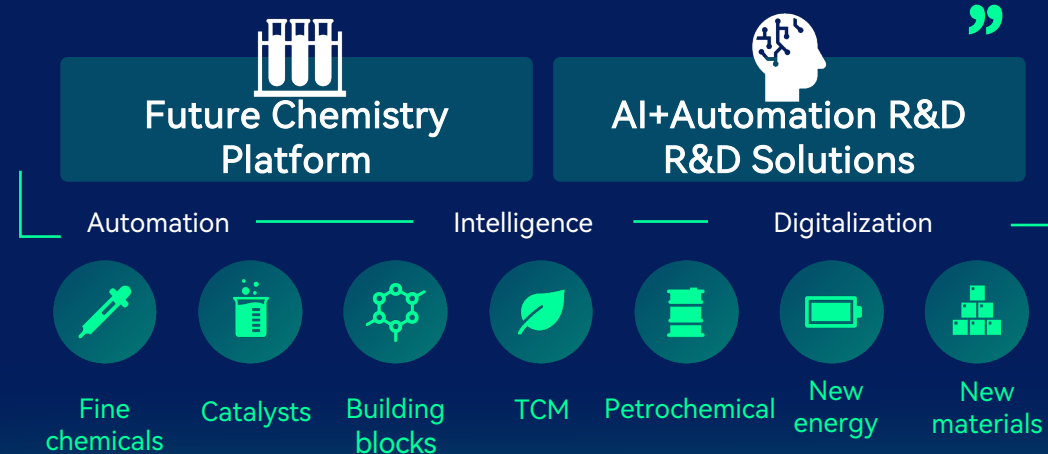 ”
Future Chemistry
Platform
AI+Automation R&D
R&D Solutions
Automation
Intelligence
Digitalization
Fine
chemicals
Catalysts
Building
blocks
TCM
Petrochemical
New
energy
New
materials